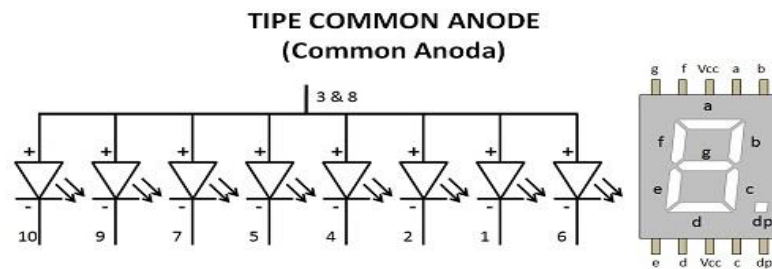 TIPE COMMON ANODE
(Common Anoda)
3 & 8
+ + + + + + + +
- - - - - - - -
10 9 7 5 4 2 1 6
g f Vcc a b
a
f b
g
e c
d dp
e d Vcc c dp